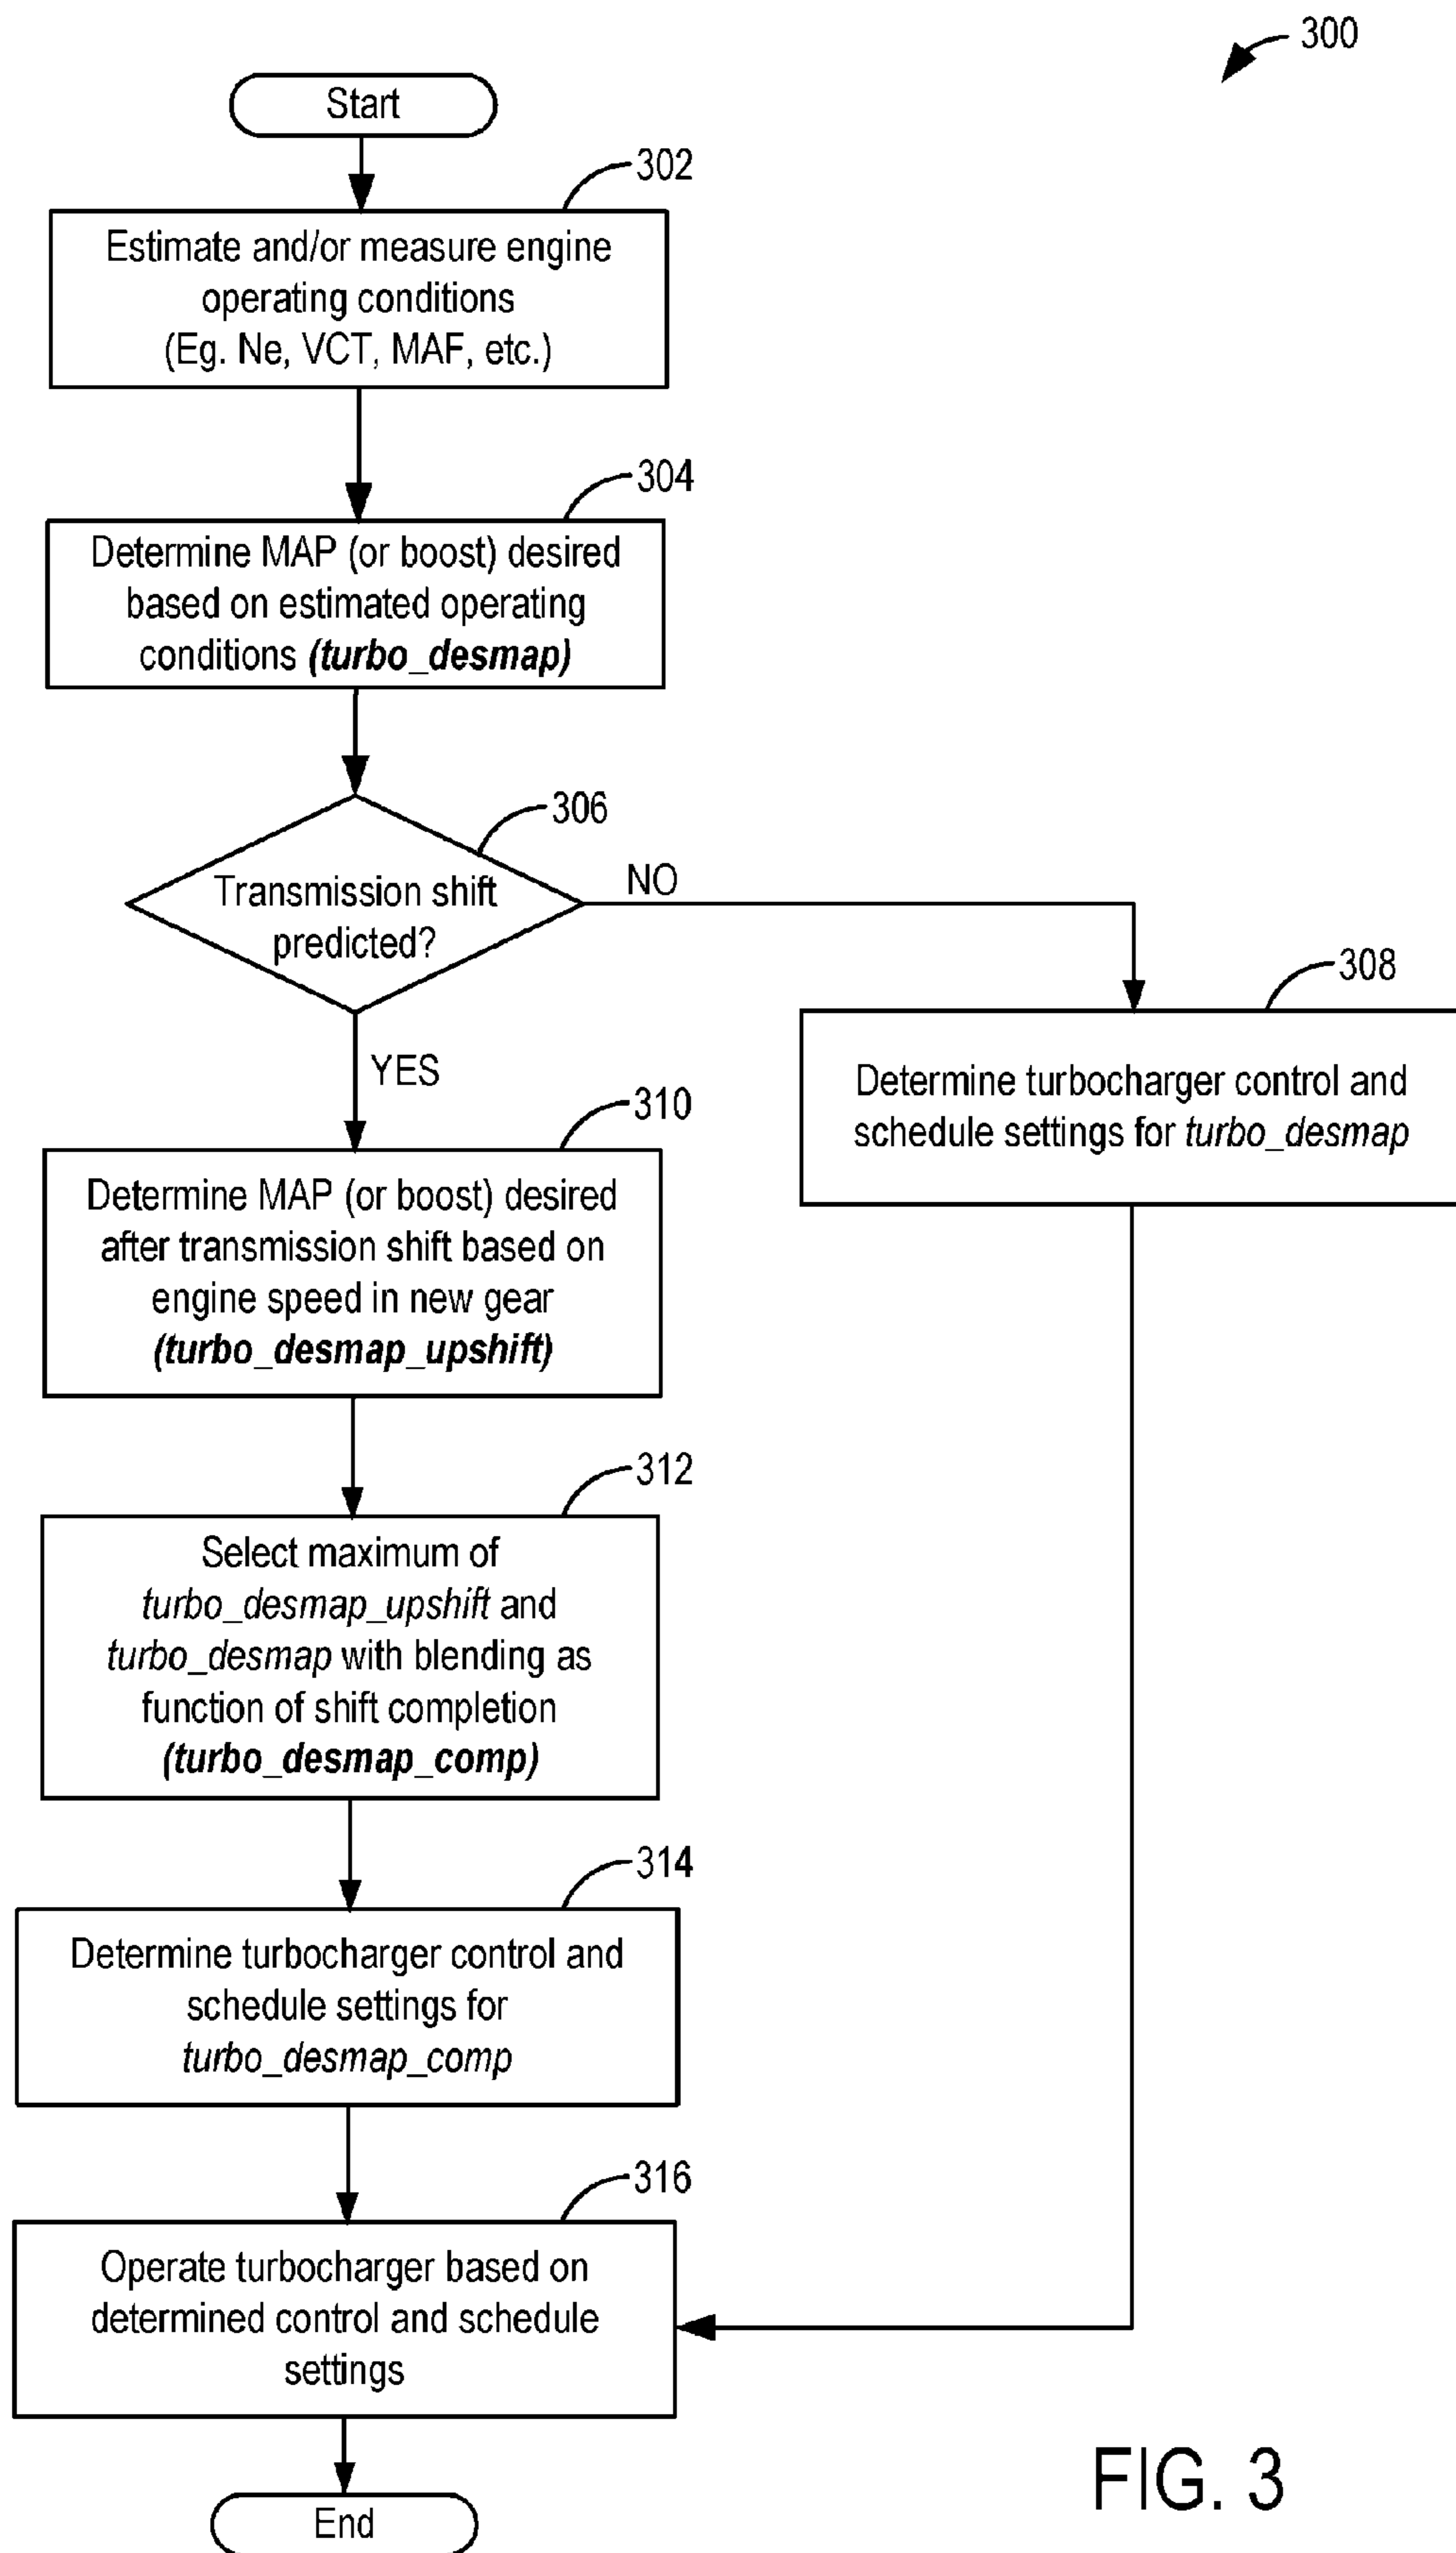 300
Start
302
Estimate and/or measure engine
operating conditions
(Eg. Ne, VCT, MAF, etc.)
304
Determine MAP (or boost) desired
based on estimated operating
conditions (turbo_desmap)
306
Transmission shift
predicted?
NO
YES
308
Determine turbocharger control and
schedule settings for turbo_desmap
310
Determine MAP (or boost) desired
after transmission shift based on
engine speed in new gear
(turbo_desmap_upshift)
312
Select maximum of
turbo_desmap_upshift and
turbo_desmap with blending as
function of shift completion
(turbo_desmap_comp)
314
Determine turbocharger control and
schedule settings for
turbo_desmap_comp
316
Operate turbocharger based on
determined control and schedule
settings
End
FIG. 3